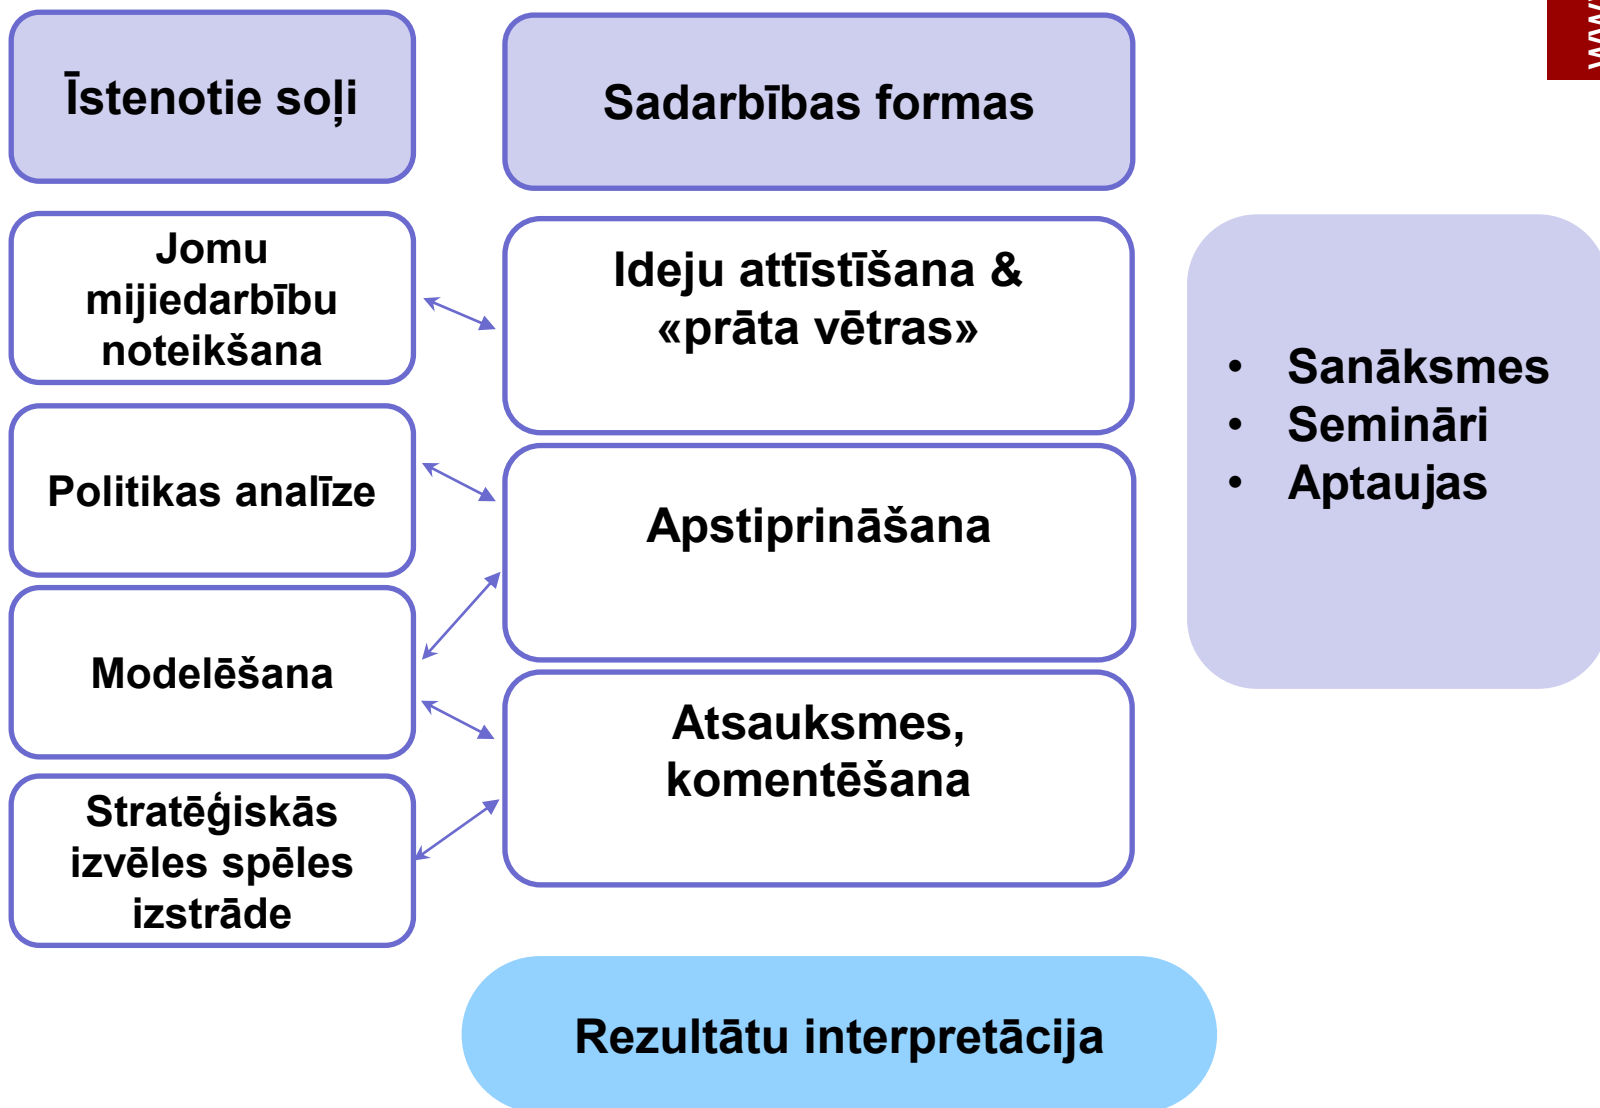 Īstenotie soļi
Sadarbības formas
Jomu
mijiedarbību
noteikšana
Ideju attīstīšana &
«prāta vētras»
Politikas analīze
Apstiprināšana
Modelēšana
Atsauksmes,
komentēšana
Stratēģiskās
izvēles spēles
izstrāde
• Sanāksmes
• Semināri
• Aptaujas
Rezultātu interpretācija